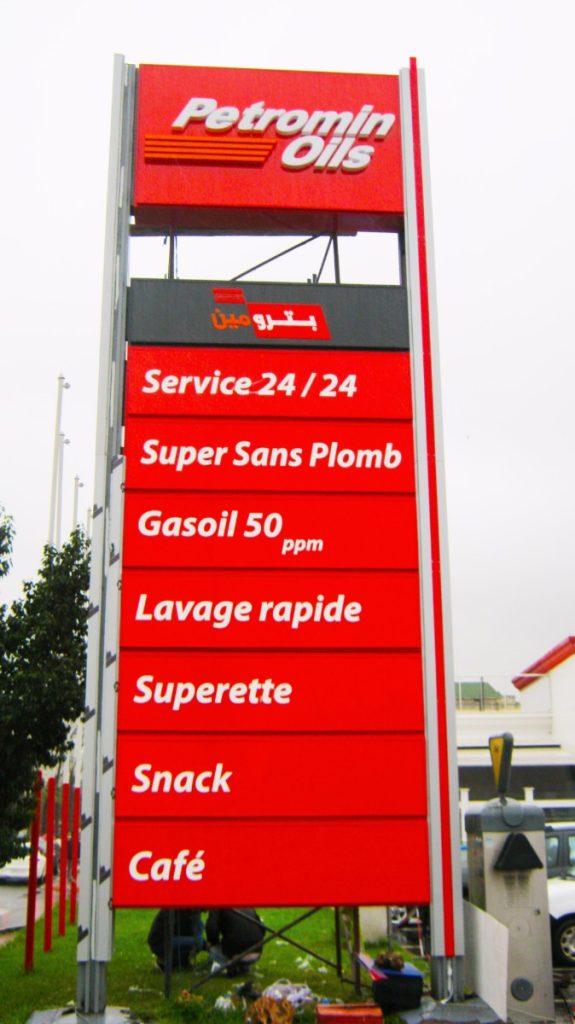 Petromin
Oils
بترومين
Service 24 / 24
Super Sans Plomb
Gasoil 50 ppm
Lavage rapide
Superette
Snack
Café